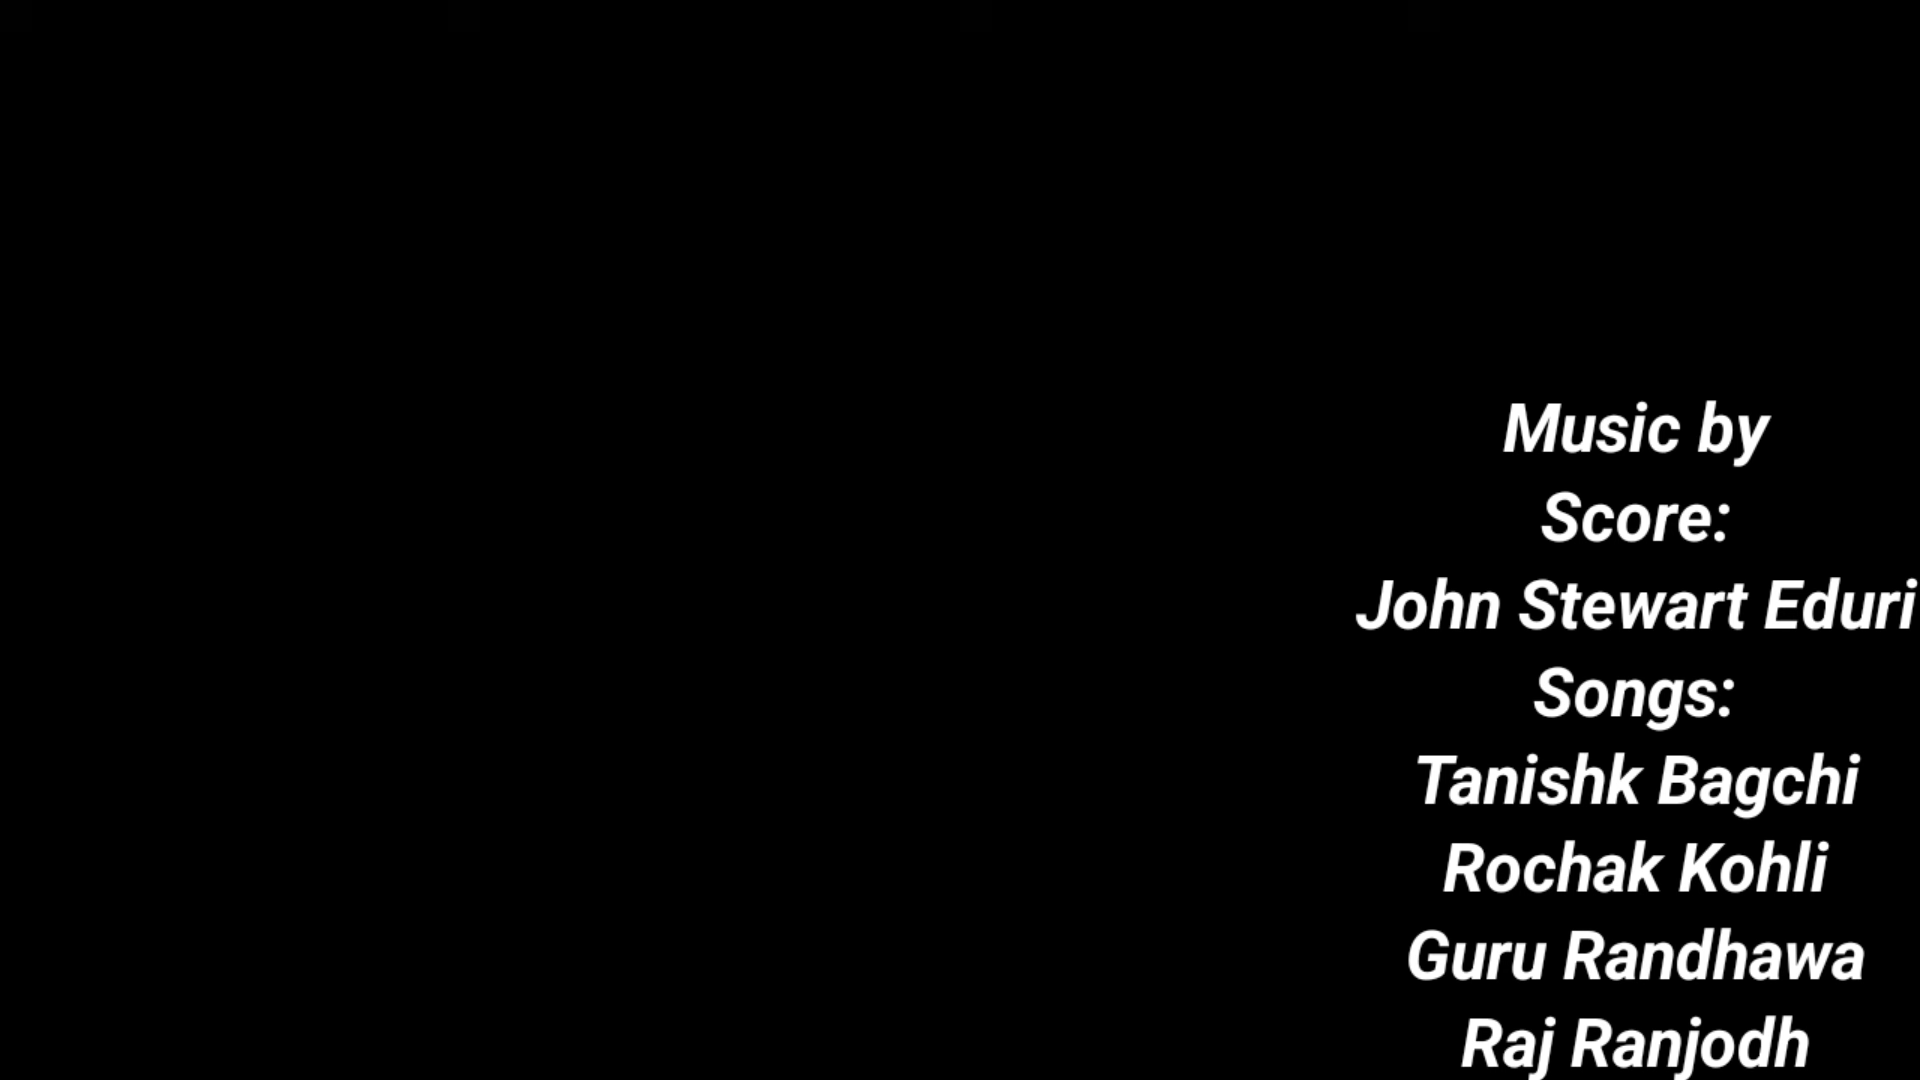 Music by
Score:
John Stewart Eduri
Songs:
Tanishk Bagchi
Rochak Kohli
Guru Randhawa
Raj Ranjodh